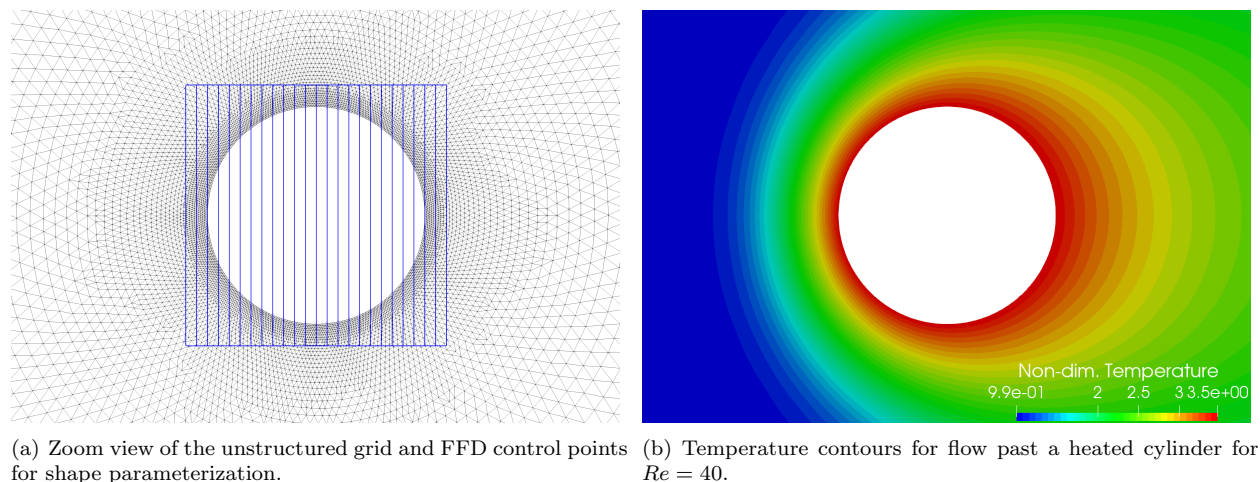 Non-dim. Temperature
9.9e-01 2 2.5 3 3.5e+00
(a) Zoom view of the unstructured grid and FFD control points
for shape parameterization.
(b) Temperature contours for flow past a heated cylinder for
Re = 40.